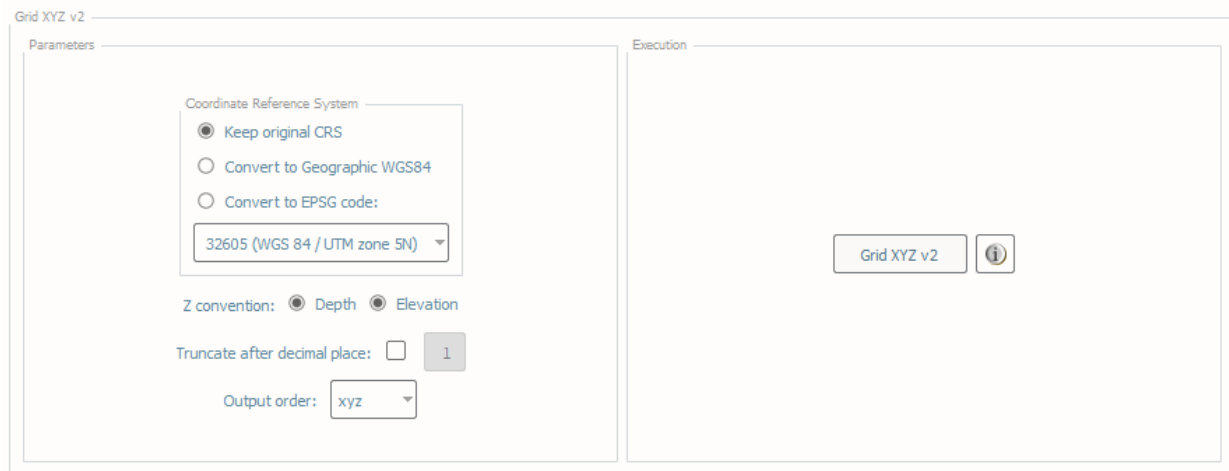 Grid XYZ v2
Parameters
Execution
Coordinate Reference System
Keep original CRS
Convert to Geographic WGS84
Convert to EPSG code:
32605 (WGS 84 / UTM zone 5N)
Grid XYZ v2
Z convention: Depth Elevation
Truncate after decimal place: 1
Output order: xyz